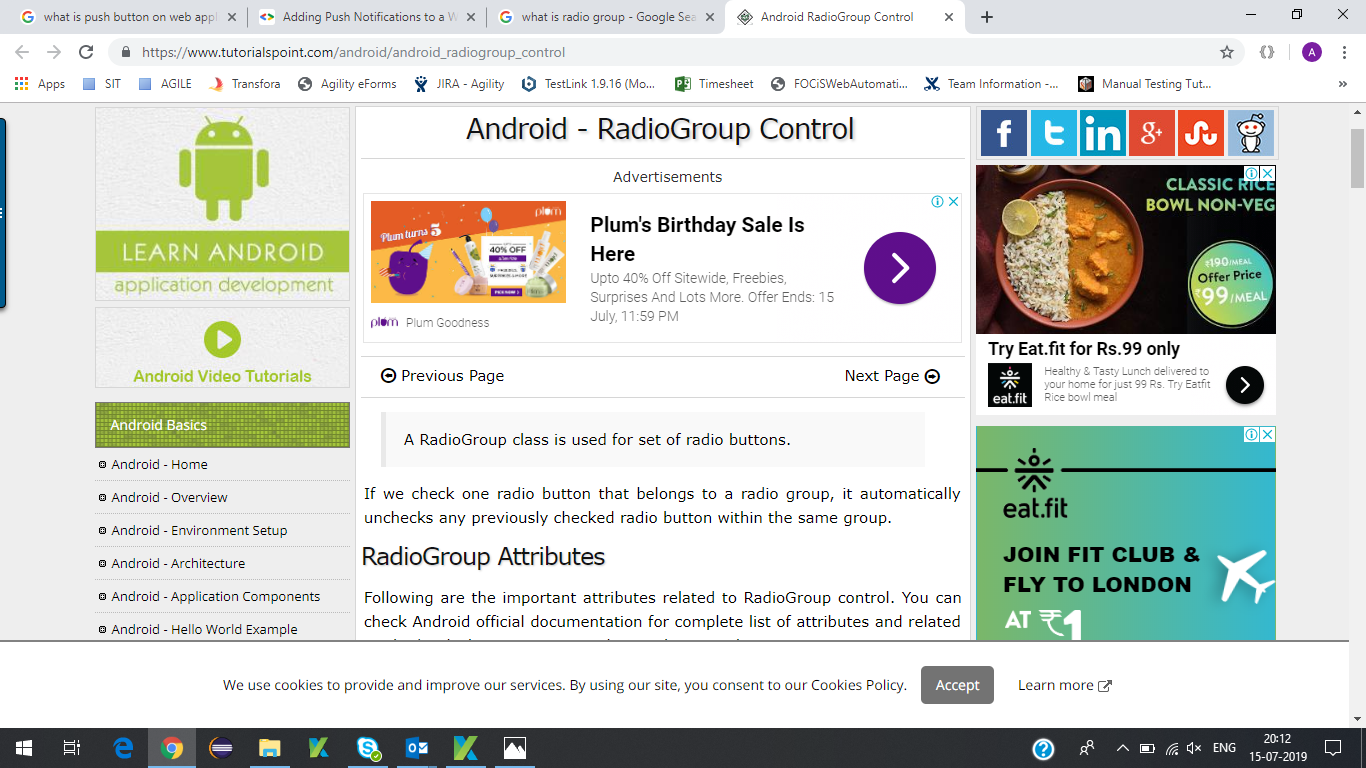 what is push button on web appl
Adding Push Notifications to a W
what is radio group - Google Sea
Android RadioGroup Control
https://www.tutorialspoint.com/android/android_radiogroup_control
A
Apps
SIT
AGILE
Transfora
Agility eForms
JIRA - Agility
TestLink 1.9.16 (Mo...
Timesheet
FOCiSWebAutomati...
Team Information -...
Manual Testing Tut...
»
LEARN ANDROID
application development
Android Video Tutorials
Android Basics
Android - Home
Android - Overview
Android - Environment Setup
Android - Architecture
Android - Application Components
Android - Hello World Example
Android - RadioGroup Control
Advertisements
plum
Plum turns 5
40% OFF
Plum's Birthday Sale Is
Here
Upto 40% Off Sitewide, Freebies,
Surprises And Lots More. Offer Ends: 15
July, 11:59 PM
plum Plum Goodness
Previous Page
Next Page
A RadioGroup class is used for set of radio buttons.
If we check one radio button that belongs to a radio group, it automatically
unchecks any previously checked radio button within the same group.
RadioGroup Attributes
Following are the important attributes related to RadioGroup control. You can
check Android official documentation for complete list of attributes and related
f t in g+
CLASSIC RICE
BOWL NON-VEG
₹190/MEAL
Offer Price
₹99/MEAL
Try Eat.fit for Rs.99 only
eat.fit
Healthy & Tasty Lunch delivered to
your home for just 99 Rs. Try Eatfit
Rice bowl meal
eat.fit
JOIN FIT CLUB &
FLY TO LONDON
AT ₹1
We use cookies to provide and improve our services. By using our site, you consent to our Cookies Policy.
Accept
Learn more
ENG
20:12
15-07-2019